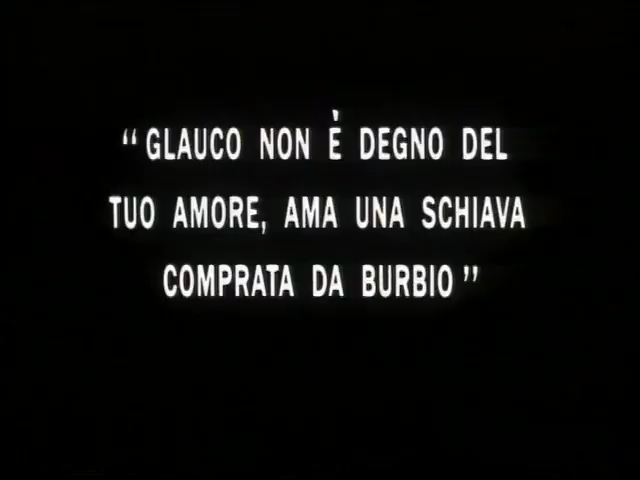 “GLAUCO NON È DEGNO DEL
TUO AMORE, AMA UNA SCHIAVA
COMPRATA DA BURBIO”